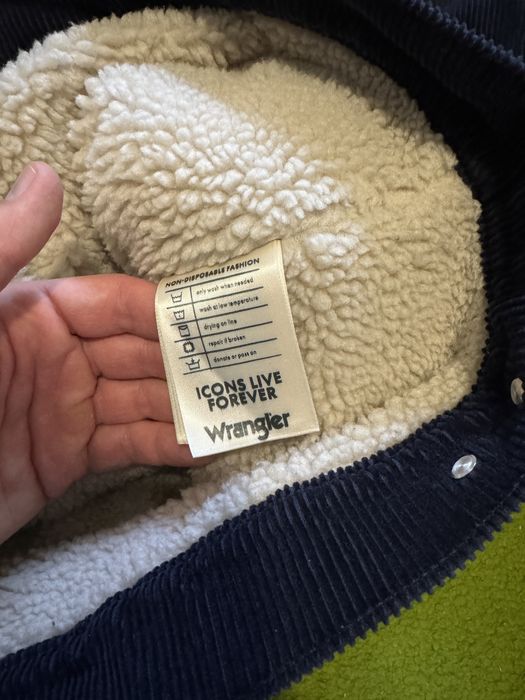 NON-DISPOSABLE FASHION
only wash when needed
wash at low temperature
drying on line
repair if broken
donate or pass on
ICONS LIVE
FOREVER
Wrangler